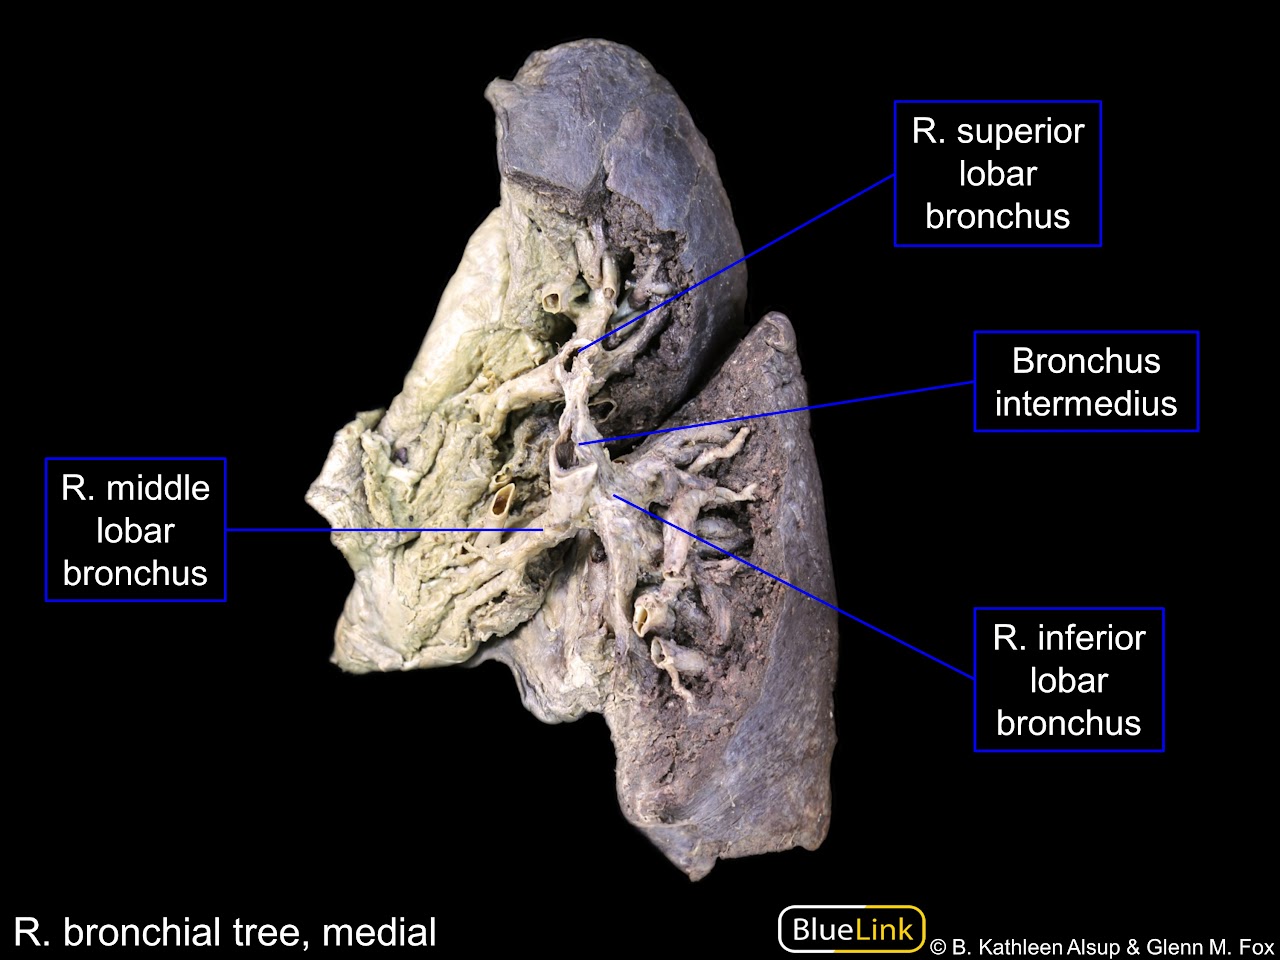 R. superior
lobar
bronchus
Bronchus
intermedius
R. middle
lobar
bronchus
R. inferior
lobar
bronchus
R. bronchial tree, medial
BlueLink
© B. Kathleen Alsup & Glenn M. Fox